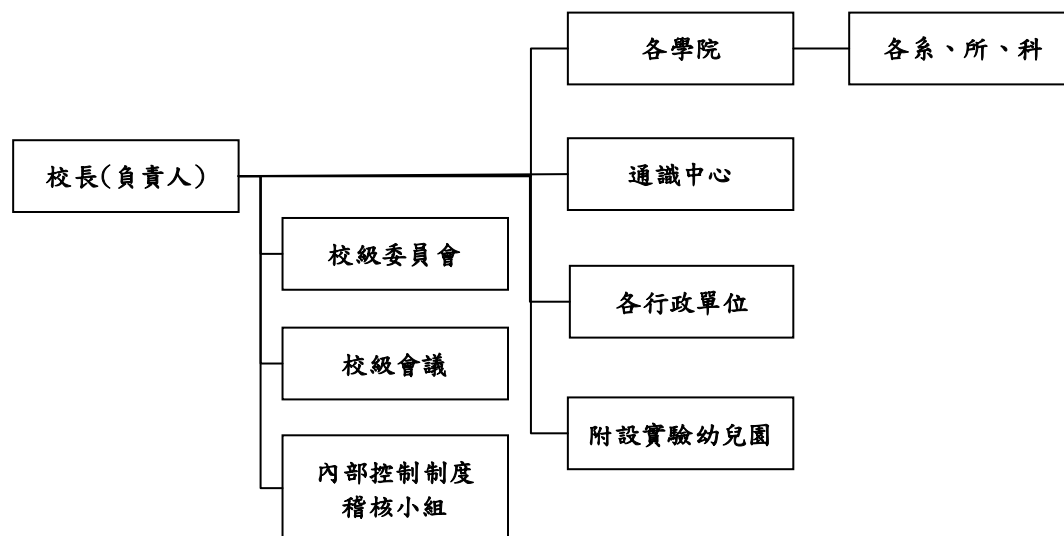 各學院
各系、所、科
校長(負責人)
通識中心
校級委員會
各行政單位
校級會議
附設實驗幼兒園
內部控制制度
稽核小組